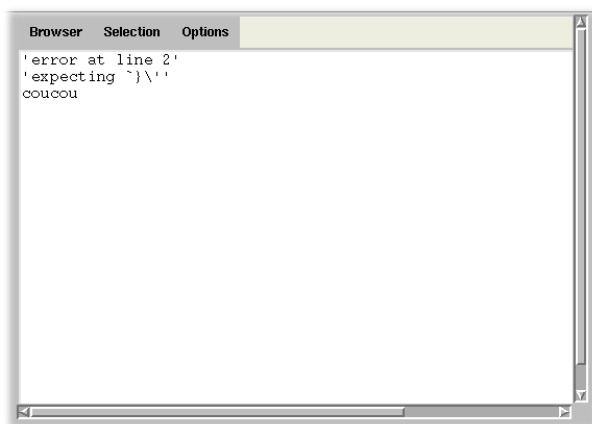 Browser Selection Options
'error at line 2'
'expecting `}\''
coucou